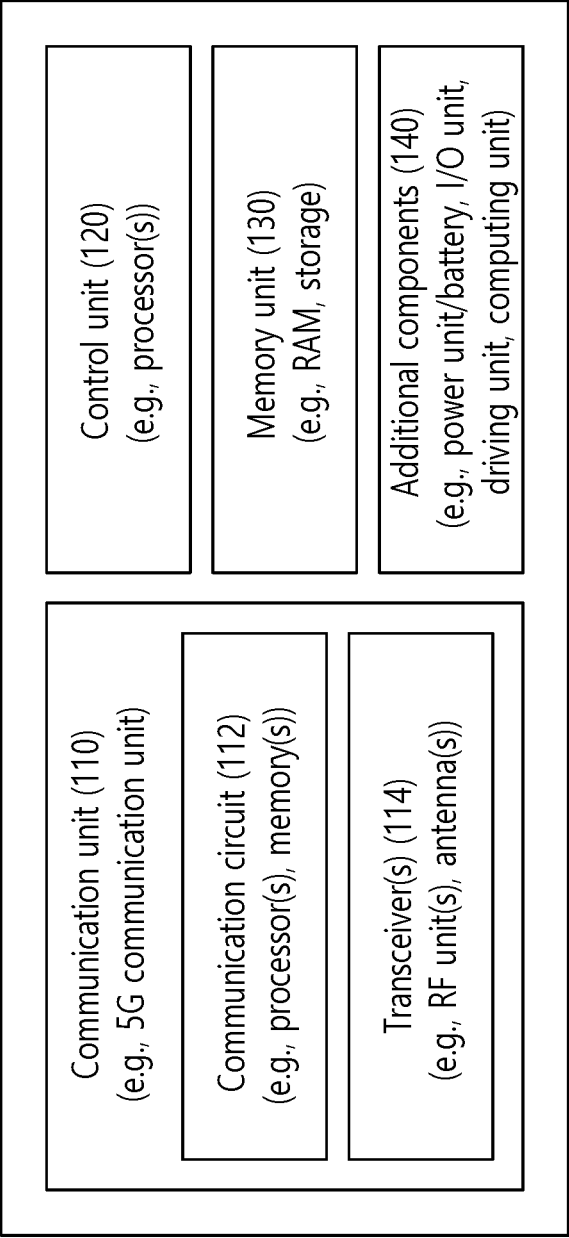 Communication unit (110)
(e.g., 5G communication unit)
Communication circuit (112)
(e.g., processor(s), memory(s))
Transceiver(s) (114)
(e.g., RF unit(s), antenna(s))
Control unit (120)
(e.g., processor(s))
Memory unit (130)
(e.g., RAM, storage)
Additional components (140)
(e.g., power unit/battery, I/O unit,
driving unit, computing unit)